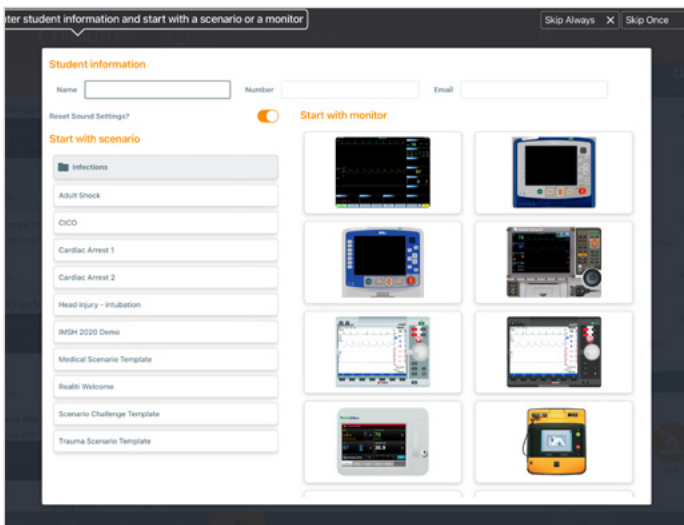 ter student information and start with a scenario or a monitor
Skip Always X Skip Once
Student information
Name Number Email
Reset Sound Settings?
Start with monitor
Start with scenario
Infections
Adult Shock
CICO
Cardiac Arrest 1
Cardiac Arrest 2
Head injury - intubation
IMSH 2020 Demo
Medical Scenario Template
Realiti Welcome
Scenario Challenge Template
Trauma Scenario Template